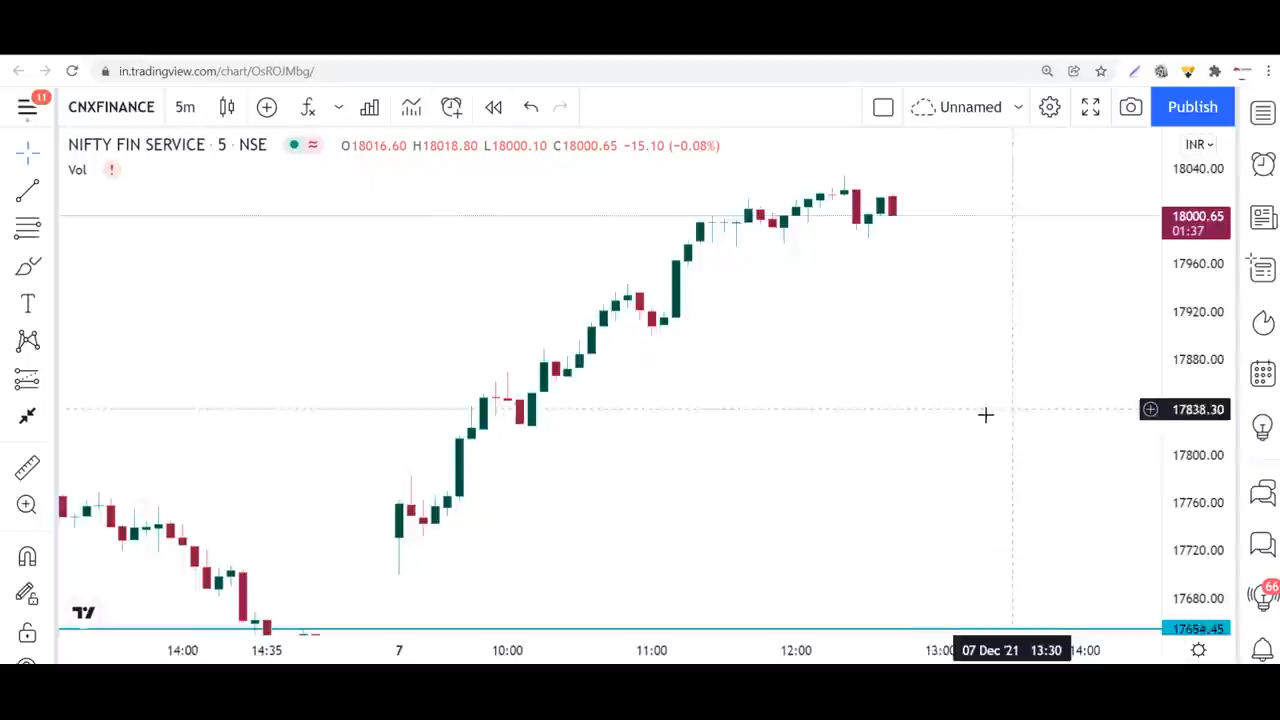 in.tradingview.com/chart/OsROJMbg/
11
CNXFINANCE 5m Unnamed Publish
NIFTY FIN SERVICE · 5 · NSE O18016.60 H18018.80 L18000.10 C18000.65 −15.10 (−0.08%) INR
Vol !
18040.00
18000.65
01:37
17960.00
17920.00
17880.00
17838.30
17800.00
17760.00
17720.00
66
17680.00
17654.45
14:00 14:35 7 10:00 11:00 12:00 13:00 07 Dec '21 13:30 14:00